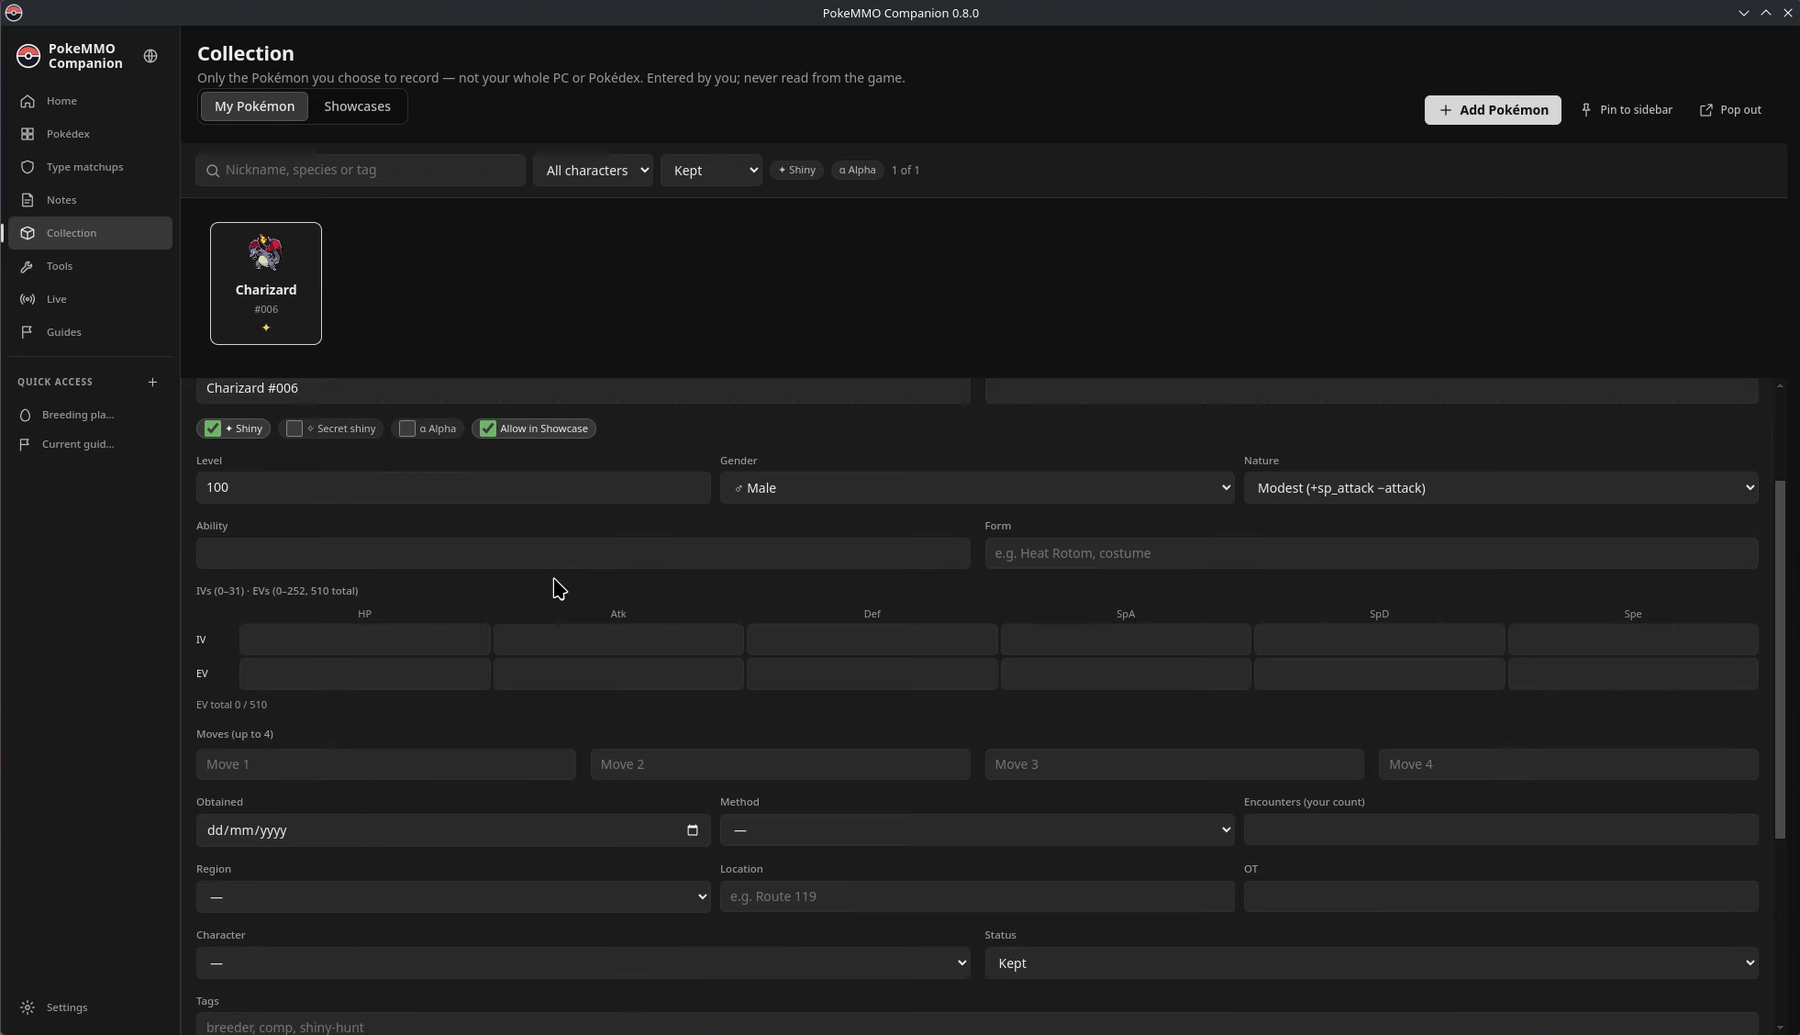 PokeMMO Companion 0.8.0
PokeMMO
Companion
Home
Pokédex
Type matchups
Notes
Collection
Tools
Live
Guides
QUICK ACCESS +
Breeding pla...
Current guid...
Settings
Collection
Only the Pokémon you choose to record — not your whole PC or Pokédex. Entered by you; never read from the game.
My Pokémon Showcases
+ Add Pokémon Pin to sidebar Pop out
Nickname, species or tag All characters Kept ✦ Shiny α Alpha 1 of 1
Charizard
#006
✦
Charizard #006
✦ Shiny ✧ Secret shiny α Alpha Allow in Showcase
Level Gender Nature
100 ♂ Male Modest (+sp_attack −attack)
Ability Form
e.g. Heat Rotom, costume
IVs (0–31) · EVs (0–252, 510 total)
HP Atk Def SpA SpD Spe
IV
EV
EV total 0 / 510
Moves (up to 4)
Move 1 Move 2 Move 3 Move 4
Obtained Method Encounters (your count)
dd/mm/yyyy —
Region Location OT
— e.g. Route 119
Character Status
— Kept
Tags
breeder, comp, shiny-hunt